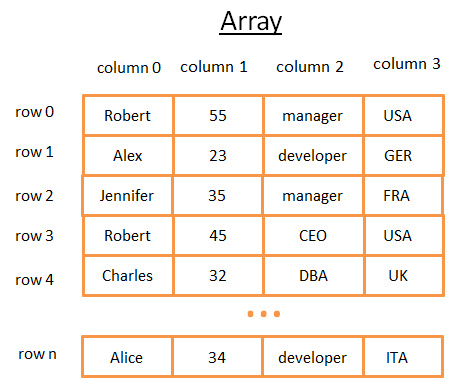 Array
column 0 column 1 column 2 column 3
row 0 Robert 55 manager USA
row 1 Alex 23 developer GER
row 2 Jennifer 35 manager FRA
row 3 Robert 45 CEO USA
row 4 Charles 32 DBA UK
...
row n Alice 34 developer ITA